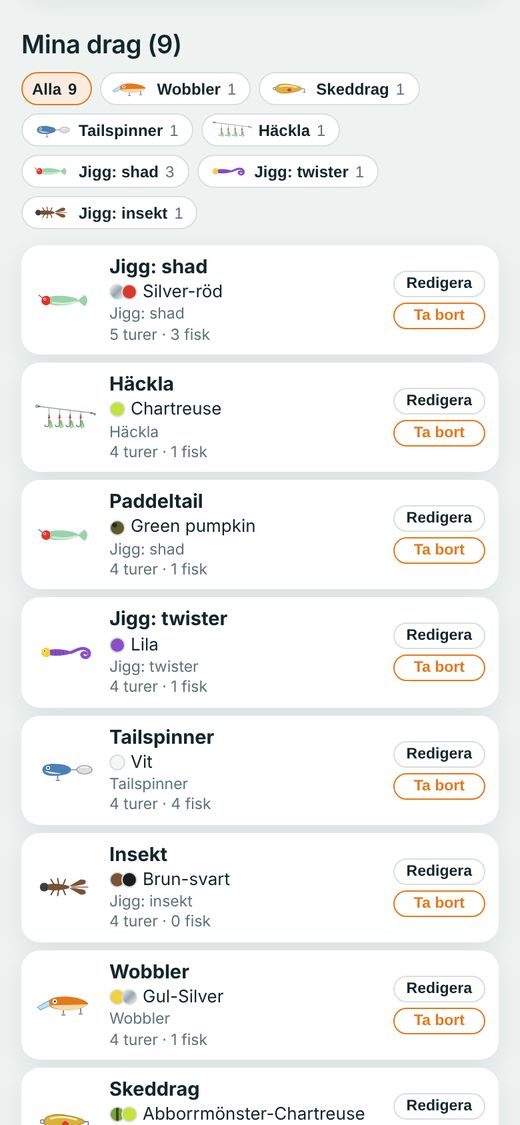 Mina drag (9)
Alla 9
Wobbler 1
Skeddrag 1
Tailspinner 1
Häckla 1
Jigg: shad 3
Jigg: twister 1
Jigg: insekt 1
Jigg: shad
Silver-röd
Jigg: shad
5 turer · 3 fisk
Redigera
Ta bort
Häckla
Chartreuse
Häckla
4 turer · 1 fisk
Redigera
Ta bort
Paddeltail
Green pumpkin
Jigg: shad
4 turer · 1 fisk
Redigera
Ta bort
Jigg: twister
Lila
Jigg: twister
4 turer · 1 fisk
Redigera
Ta bort
Tailspinner
Vit
Tailspinner
4 turer · 4 fisk
Redigera
Ta bort
Insekt
Brun-svart
Jigg: insekt
4 turer · 0 fisk
Redigera
Ta bort
Wobbler
Gul-Silver
Wobbler
4 turer · 1 fisk
Redigera
Ta bort
Skeddrag
Abborrmönster-Chartreuse
Redigera